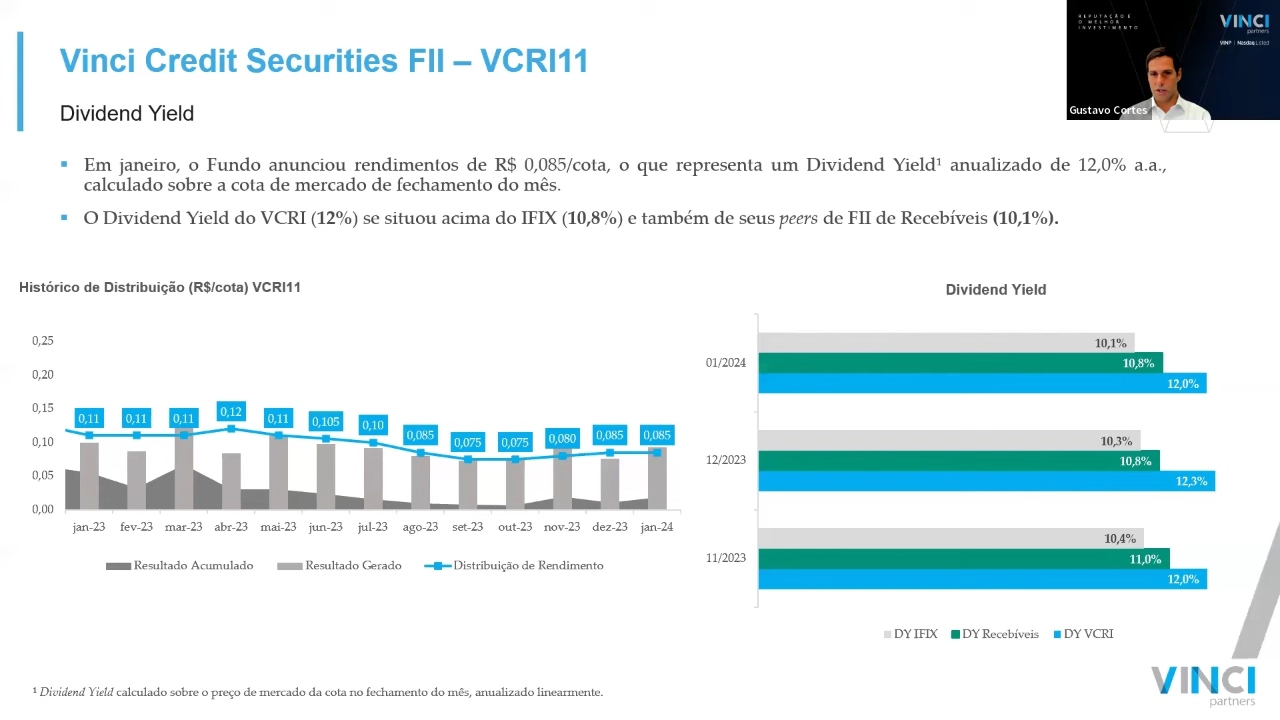 Vinci Credit Securities FII – VCRI11
Dividend Yield
REPUTAÇÃO E
O MELHOR
INVESTIMENTO
VINCI
partners
VINP | Nasdaq Listed
Gustavo Cortes
▪ Em janeiro, o Fundo anunciou rendimentos de R$ 0,085/cota, o que representa um Dividend Yield¹ anualizado de 12,0% a.a.,
calculado sobre a cota de mercado de fechamento do mês.
▪ O Dividend Yield do VCRI (12%) se situou acima do IFIX (10,8%) e também de seus peers de FII de Recebíveis (10,1%).
Histórico de Distribuição (R$/cota) VCRI11
0,25
0,20
0,15
0,10
0,05
0,00
0,11 0,11 0,11 0,12 0,11 0,105 0,10 0,085 0,075 0,075 0,080 0,085 0,085
jan-23 fev-23 mar-23 abr-23 mai-23 jun-23 jul-23 ago-23 set-23 out-23 nov-23 dez-23 jan-24
Resultado Acumulado Resultado Gerado Distribuição de Rendimento
Dividend Yield
10,1%
01/2024 10,8%
12,0%
10,3%
12/2023 10,8%
12,3%
10,4%
11/2023 11,0%
12,0%
DY IFIX DY Recebíveis DY VCRI
¹ Dividend Yield calculado sobre o preço de mercado da cota no fechamento do mês, anualizado linearmente.
VINCI
partners